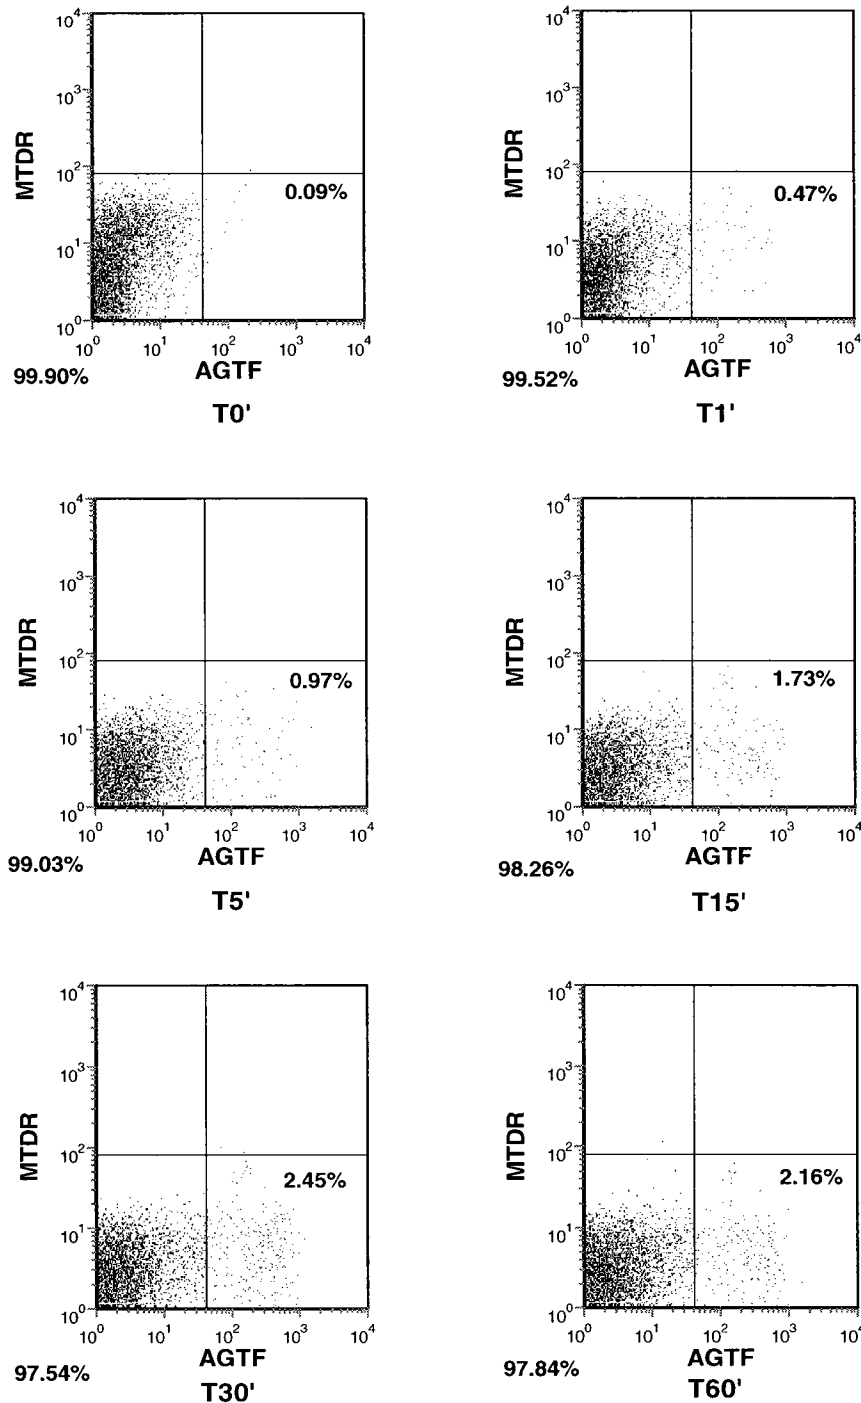 10⁴
10³
MTDR
10²
0.09%
10¹
10⁰
10⁰ 10¹ 10² 10³ 10⁴
AGTF
99.90%
T0'
10⁴
10³
MTDR
10²
0.47%
10¹
10⁰
10⁰ 10¹ 10² 10³ 10⁴
AGTF
99.52%
T1'
10⁴
10³
MTDR
10²
0.97%
10¹
10⁰
10⁰ 10¹ 10² 10³ 10⁴
AGTF
99.03%
T5'
10⁴
10³
MTDR
10²
1.73%
10¹
10⁰
10⁰ 10¹ 10² 10³ 10⁴
AGTF
98.26%
T15'
10⁴
10³
MTDR
10²
2.45%
10¹
10⁰
10⁰ 10¹ 10² 10³ 10⁴
AGTF
97.54%
T30'
10⁴
10³
MTDR
10²
2.16%
10¹
10⁰
10⁰ 10¹ 10² 10³ 10⁴
AGTF
97.84%
T60'